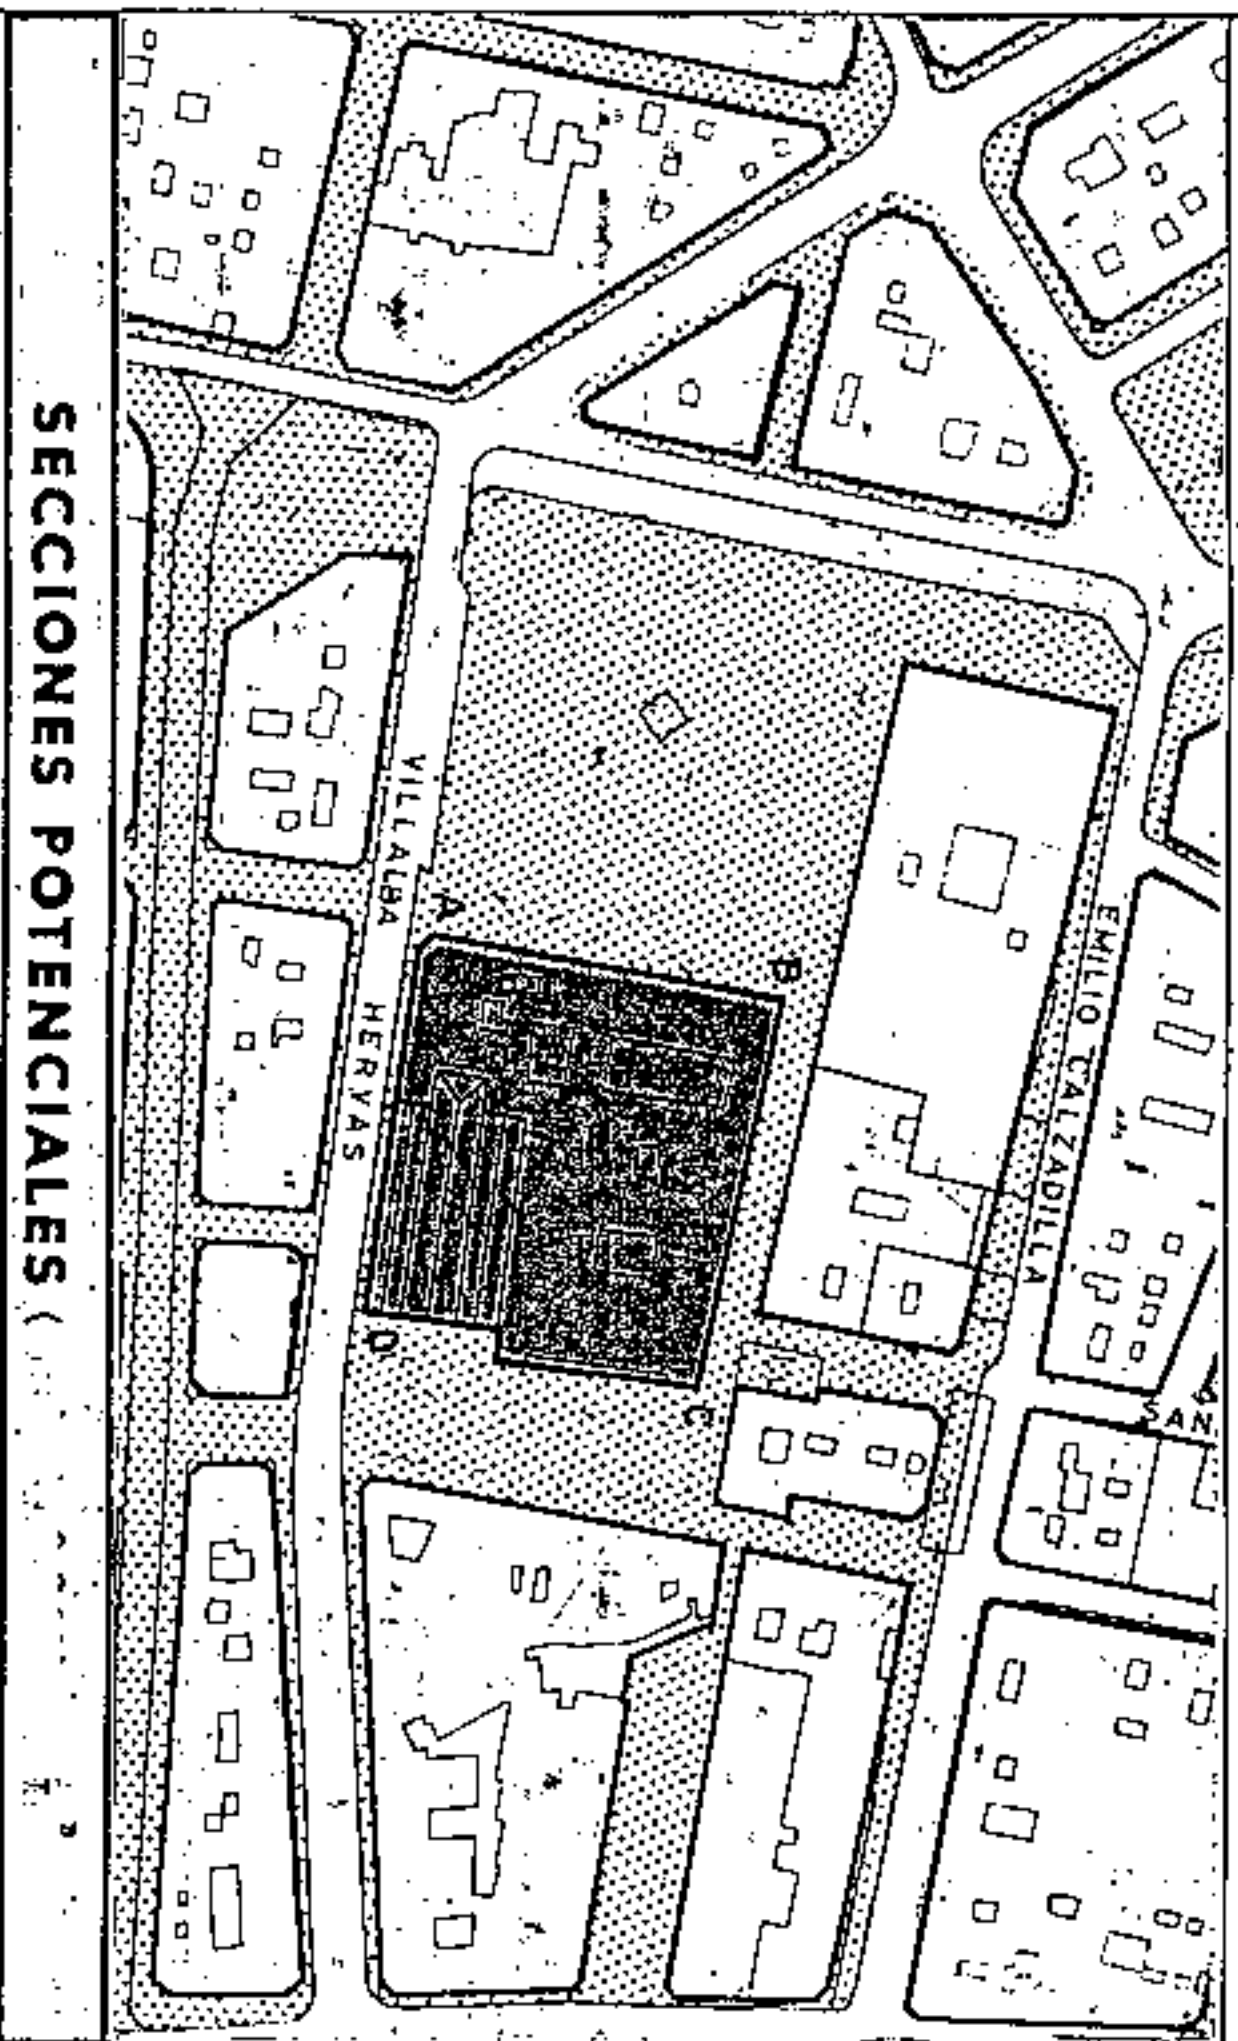 SECCIONES POTENCIALES (
VILLALBA HERVAS
EMILIO CALZADILLA
A
B
C
D
SAN